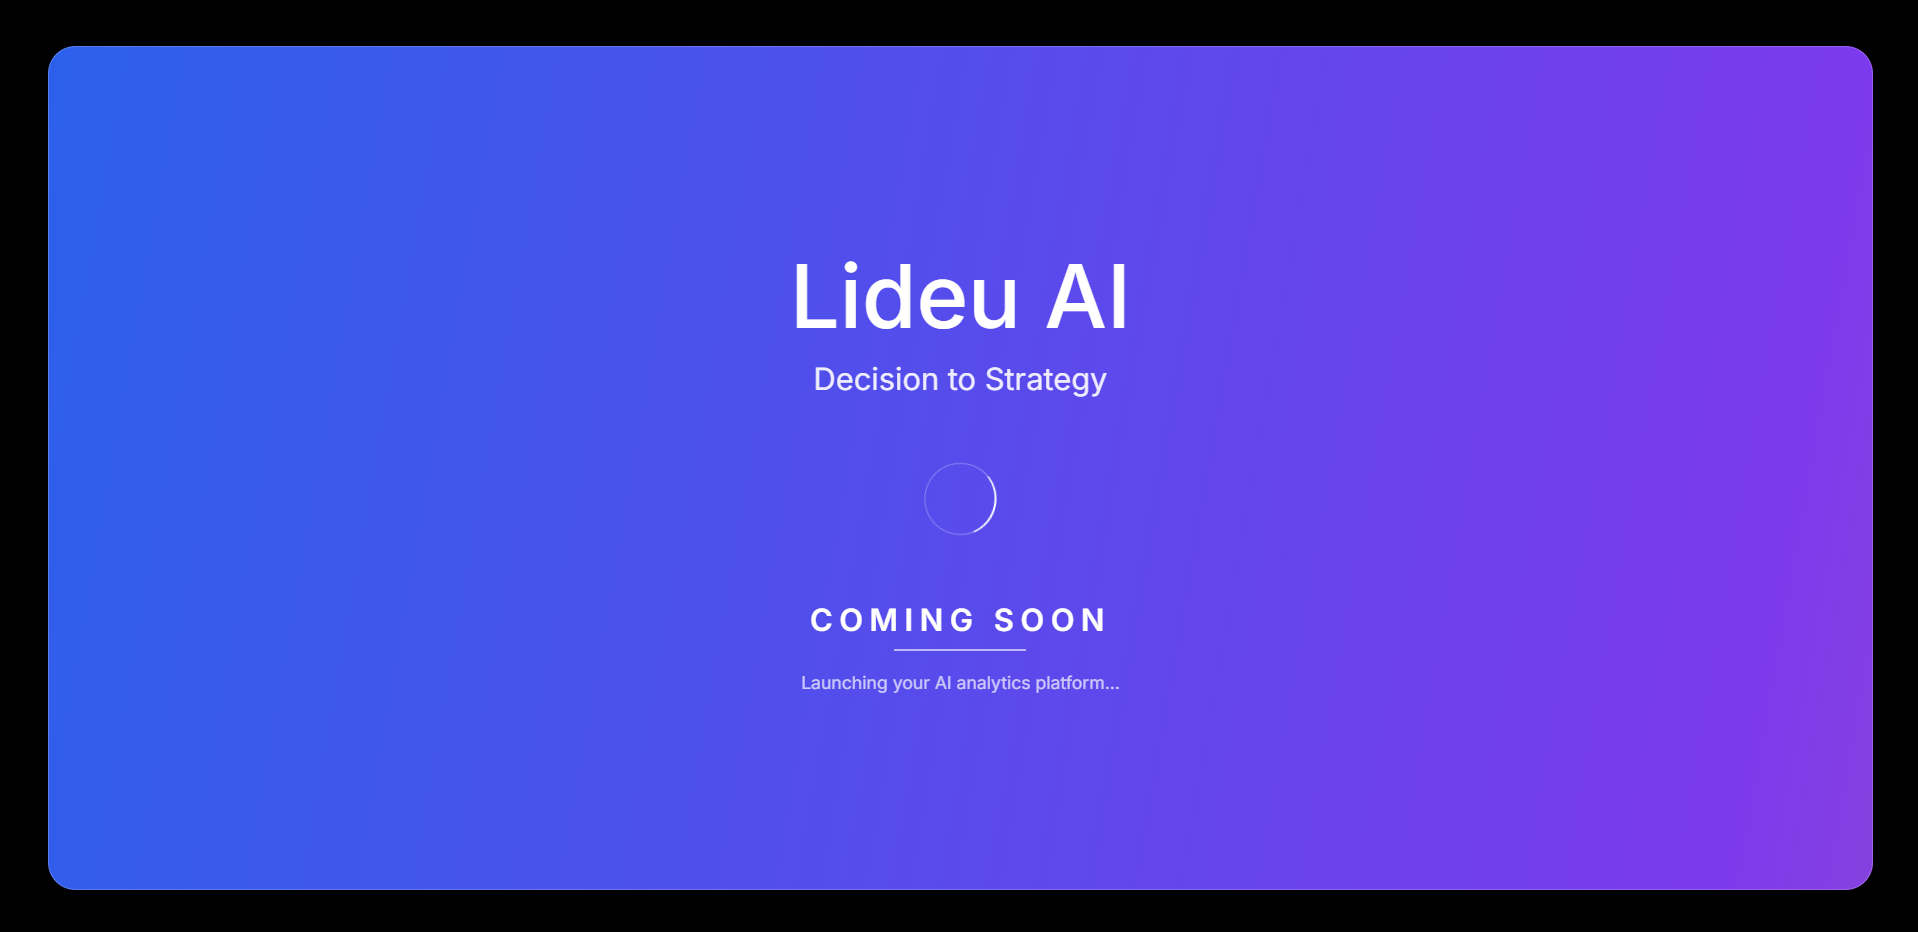 Lideu AI
Decision to Strategy
COMING SOON
Launching your AI analytics platform...